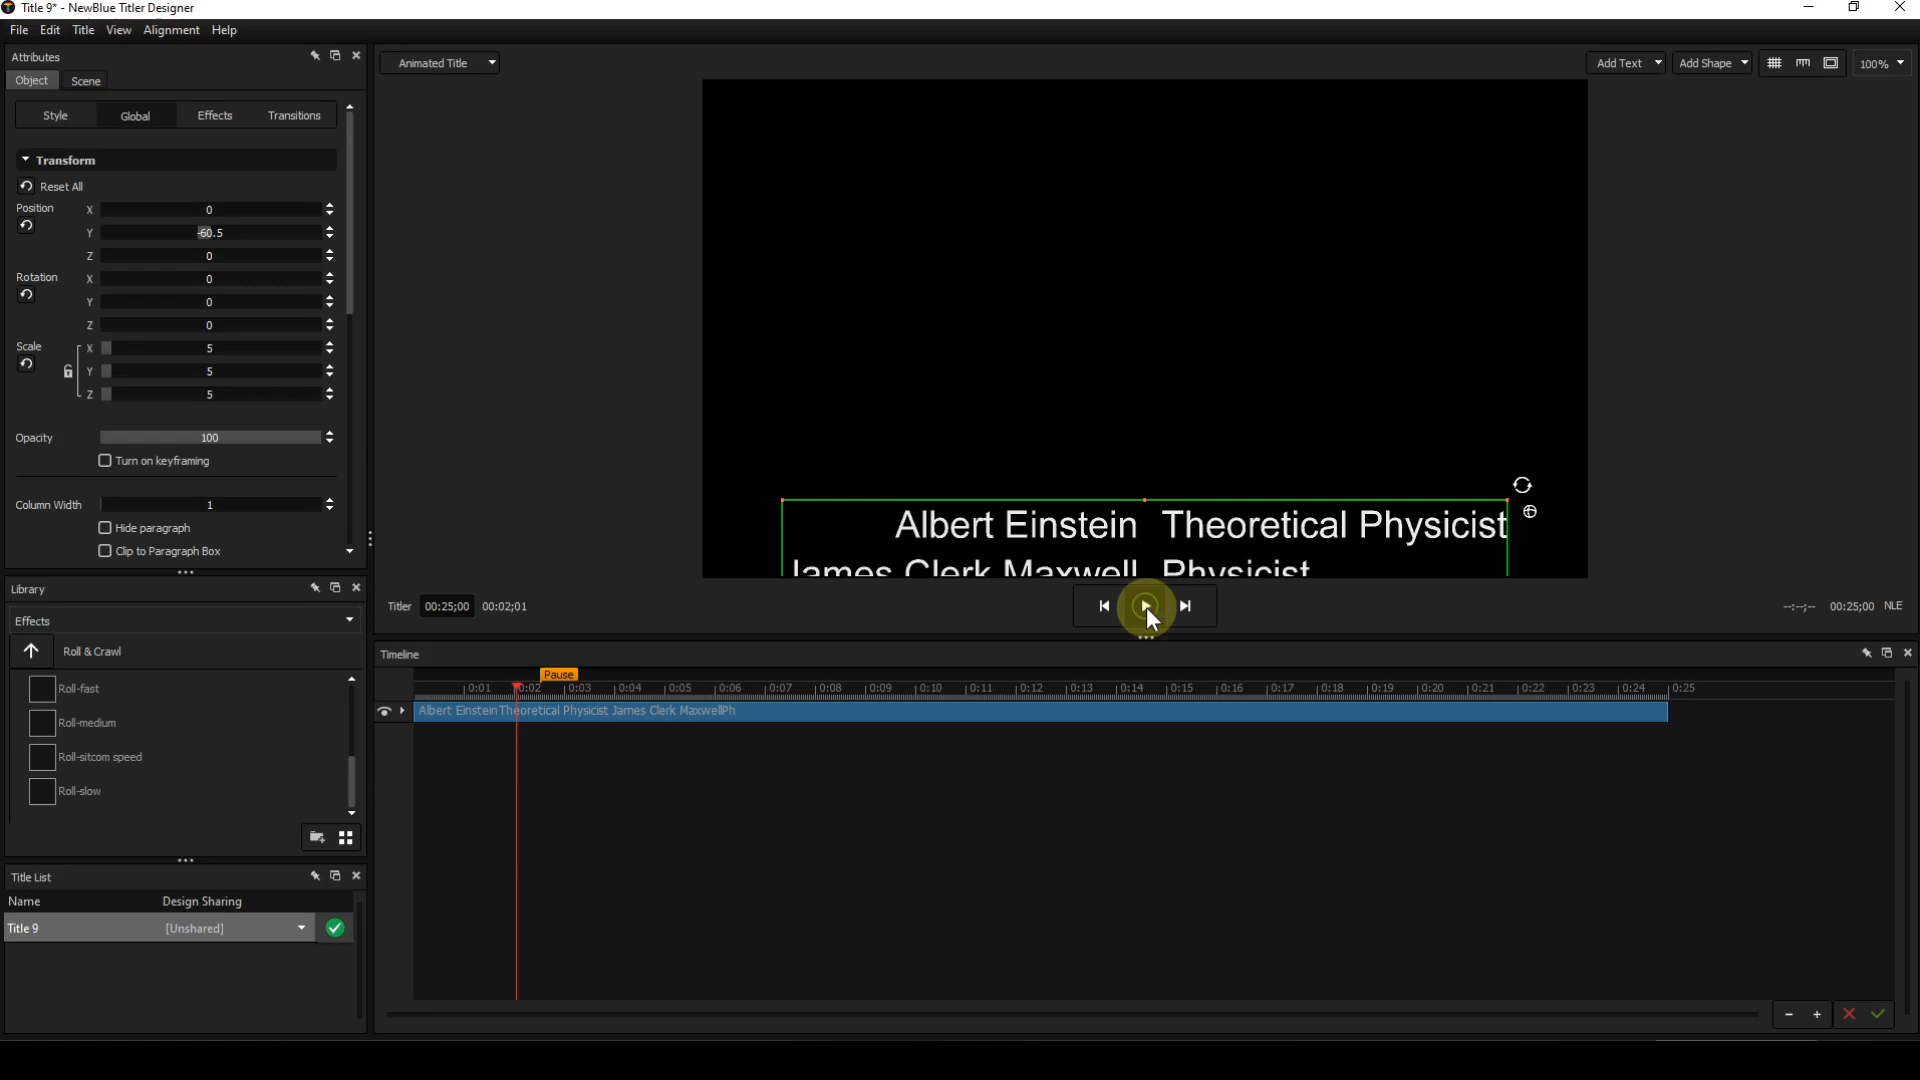 Title 9* - NewBlue Titler Designer
File Edit Title View Alignment Help
Attributes
Object Scene
Style Global Effects Transitions
Transform
Reset All
Position X 0
Y -60.5
Z 0
Rotation X 0
Y 0
Z 0
Scale X 5
Y 5
Z 5
Opacity 100
Turn on keyframing
Column Width 1
Hide paragraph
Clip to Paragraph Box
Library
Effects
Roll & Crawl
Roll-fast
Roll-medium
Roll-sitcom speed
Roll-slow
Title List
Name Design Sharing
Title 9 [Unshared]
Animated Title
Add Text Add Shape 100%
Albert Einstein Theoretical Physicist
James Clerk Maxwell Physicist
Titler 00:25;00 00:02;01
--:--;-- 00:25;00 NLE
Timeline
Pause
0:01 0:02 0:03 0:04 0:05 0:06 0:07 0:08 0:09 0:10 0:11 0:12 0:13 0:14 0:15 0:16 0:17 0:18 0:19 0:20 0:21 0:22 0:23 0:24 0:25
Albert EinsteinTheoretical Physicist James Clerk MaxwellPh